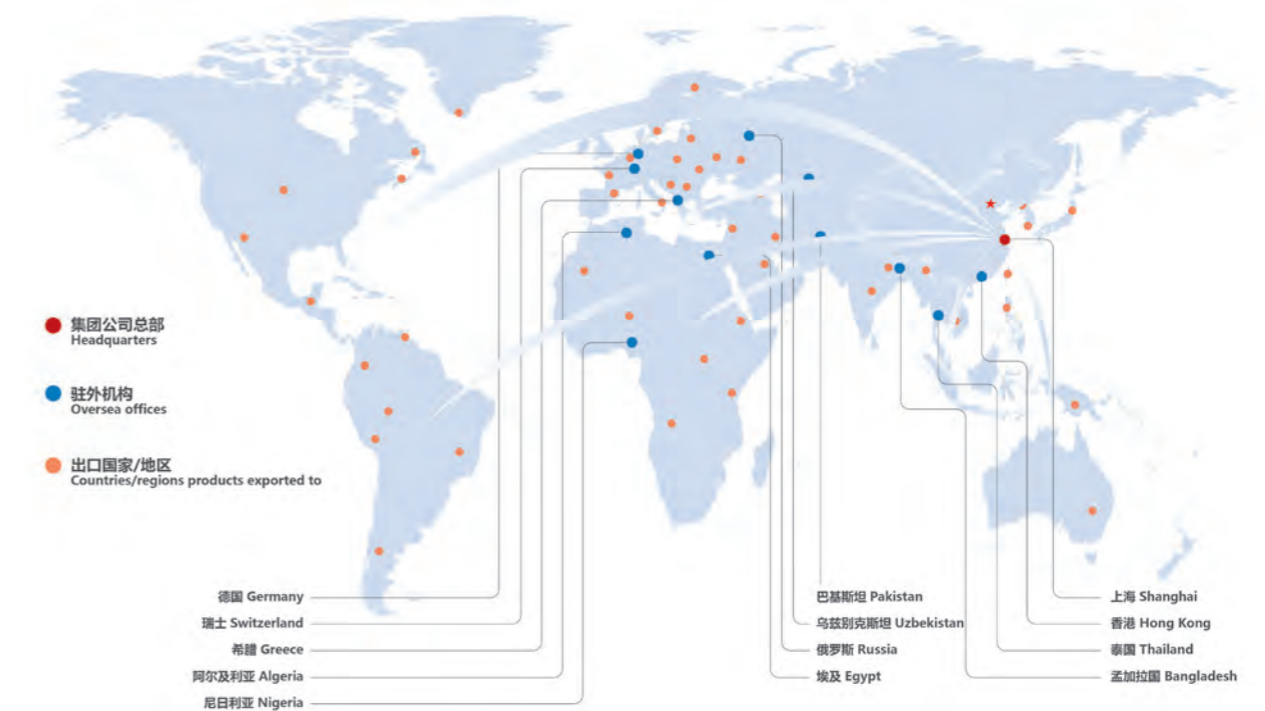 集团公司总部
Headquarters
驻外机构
Oversea offices
出口国家/地区
Countries/regions products exported to
德国 Germany
瑞士 Switzerland
希腊 Greece
阿尔及利亚 Algeria
尼日利亚 Nigeria
巴基斯坦 Pakistan
乌兹别克斯坦 Uzbekistan
俄罗斯 Russia
埃及 Egypt
上海 Shanghai
香港 Hong Kong
泰国 Thailand
孟加拉国 Bangladesh